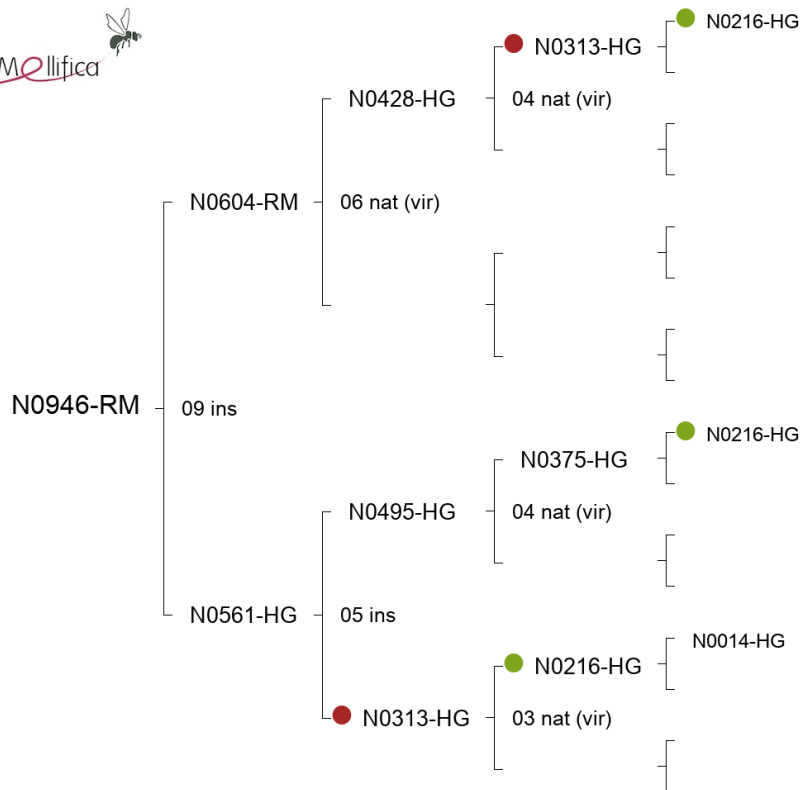 Mellifica
N0216-HG
N0313-HG
N0428-HG
04 nat (vir)
N0604-RM
06 nat (vir)
N0946-RM
09 ins
N0216-HG
N0375-HG
N0495-HG
04 nat (vir)
N0561-HG
05 ins
N0014-HG
N0216-HG
N0313-HG
03 nat (vir)